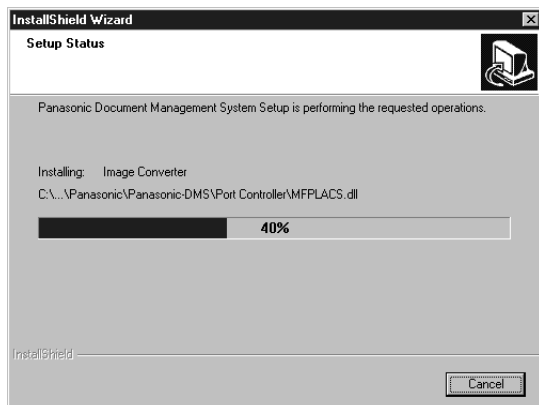 InstallShield Wizard
Setup Status
Panasonic Document Management System Setup is performing the requested operations.
Installing: Image Converter
C:\...\Panasonic\Panasonic-DMS\Port Controller\MFPLACS.dll
40%
InstallShield
Cancel